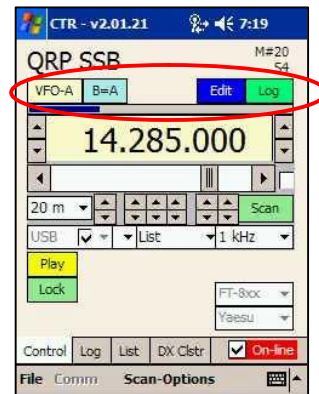 CTR - v2.01.21 7:19
QRP SSB M#20
S4
VFO-A B=A Edit Log
14.285.000
20 m Scan
USB List 1 kHz
Play
Lock FT-8xx
Yaesu
Control Log List DX Clstr On-line
File Comm Scan-Options